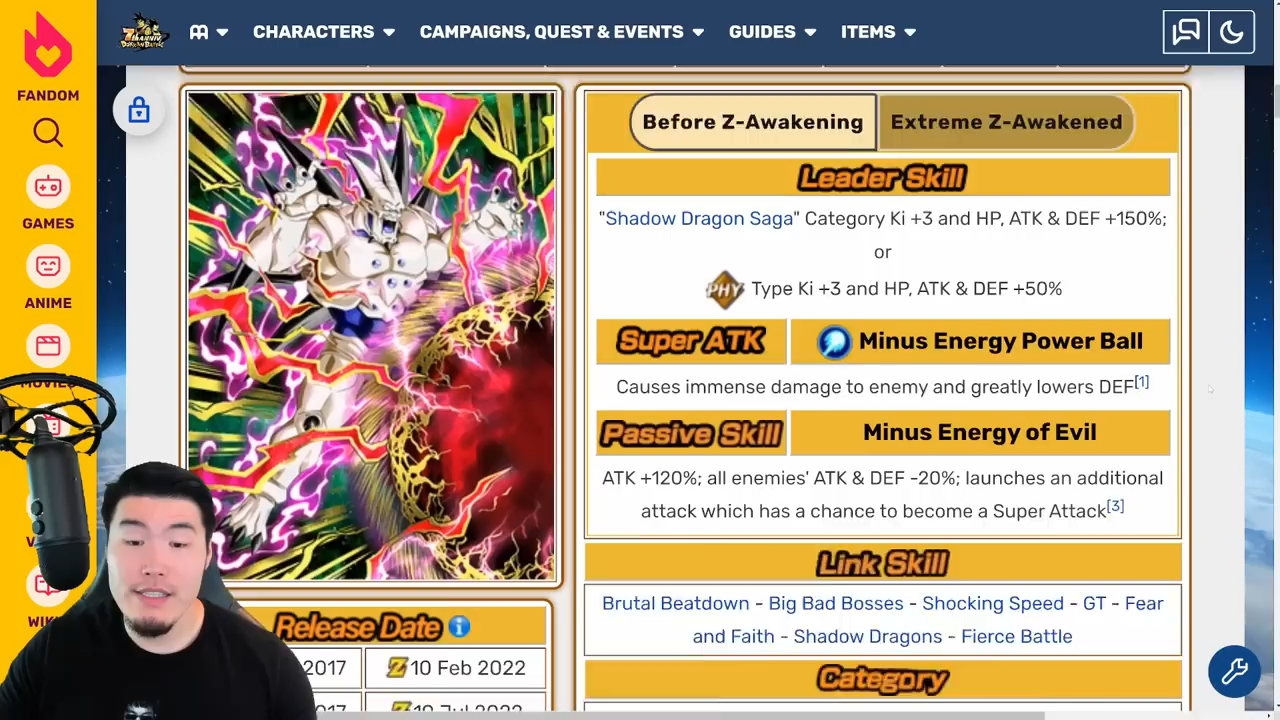 CHARACTERS
CAMPAIGNS, QUEST & EVENTS
GUIDES
ITEMS
FANDOM
GAMES
ANIME
MOVIES
WIK
Before Z-Awakening
Extreme Z-Awakened
Leader Skill
"Shadow Dragon Saga" Category Ki +3 and HP, ATK & DEF +150%;
or
PHY Type Ki +3 and HP, ATK & DEF +50%
Super ATK
Minus Energy Power Ball
Causes immense damage to enemy and greatly lowers DEF[1]
Passive Skill
Minus Energy of Evil
ATK +120%; all enemies' ATK & DEF -20%; launches an additional
attack which has a chance to become a Super Attack[3]
Link Skill
Brutal Beatdown - Big Bad Bosses - Shocking Speed - GT - Fear
and Faith - Shadow Dragons - Fierce Battle
Category
Release Date
2017
Z 10 Feb 2022